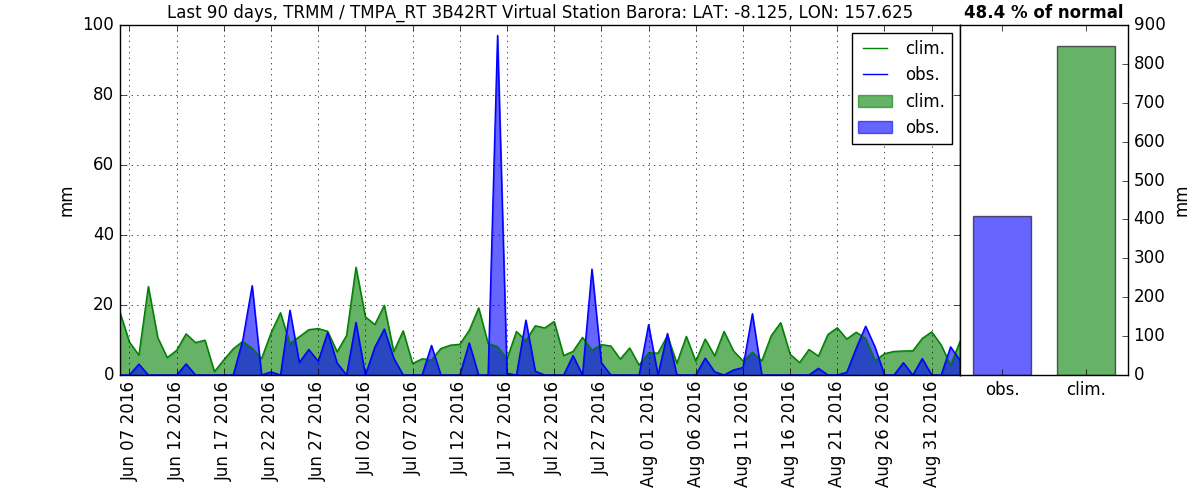 Last 90 days, TRMM / TMPA_RT 3B42RT Virtual Station Barora: LAT: -8.125, LON: 157.625
48.4 % of normal
100
80
60
40
20
0
mm
clim.
obs.
clim.
obs.
900
800
700
600
500
400
300
200
100
0
mm
obs.
clim.
Jun 07 2016
Jun 12 2016
Jun 17 2016
Jun 22 2016
Jun 27 2016
Jul 02 2016
Jul 07 2016
Jul 12 2016
Jul 17 2016
Jul 22 2016
Jul 27 2016
Aug 01 2016
Aug 06 2016
Aug 11 2016
Aug 16 2016
Aug 21 2016
Aug 26 2016
Aug 31 2016